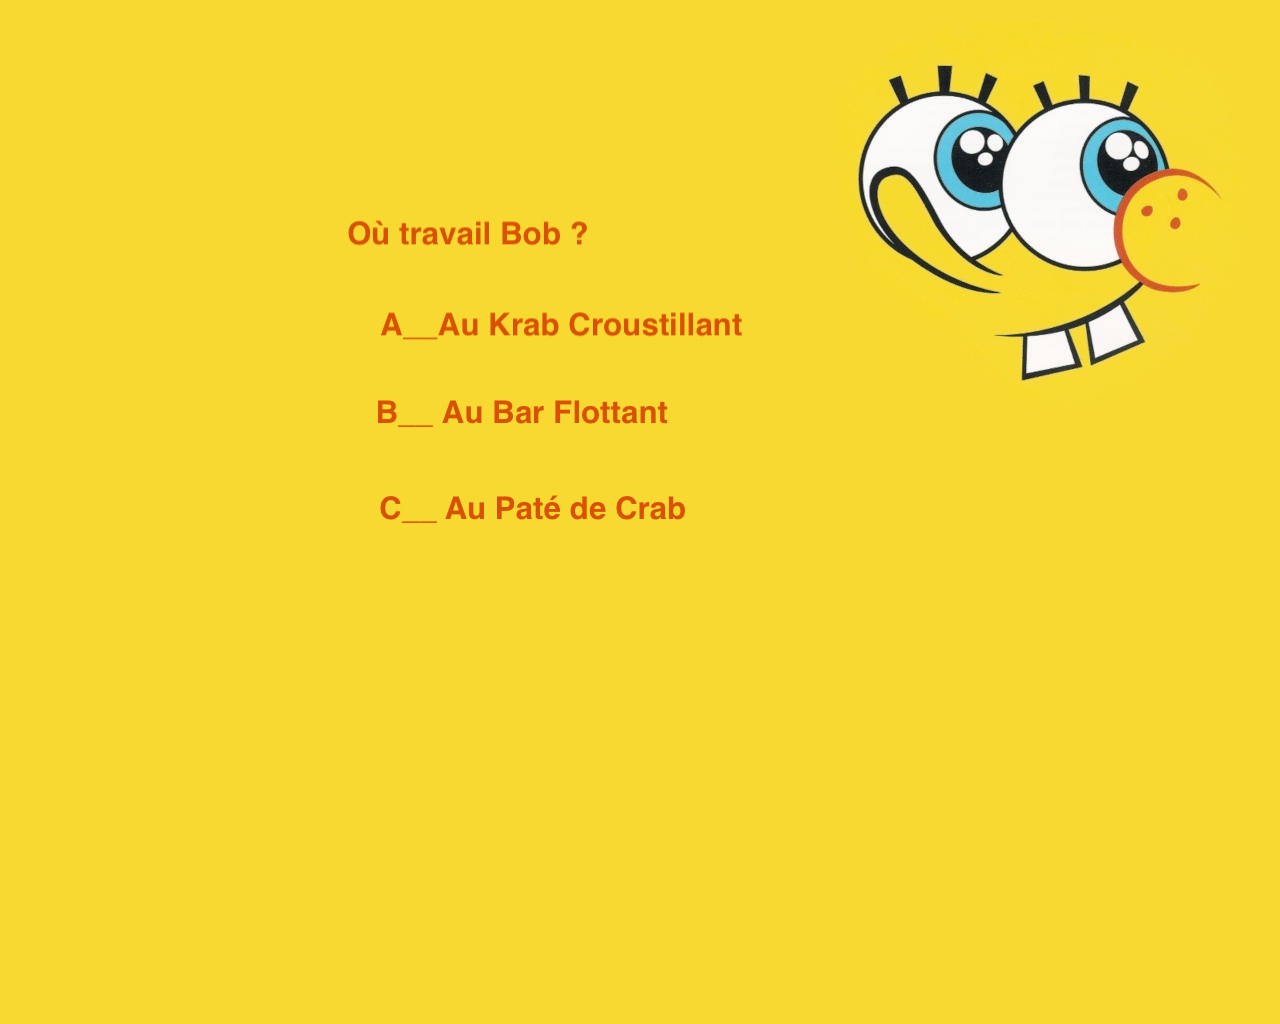 Où travail Bob ?
A__Au Krab Croustillant
B__ Au Bar Flottant
C__ Au Paté de Crab